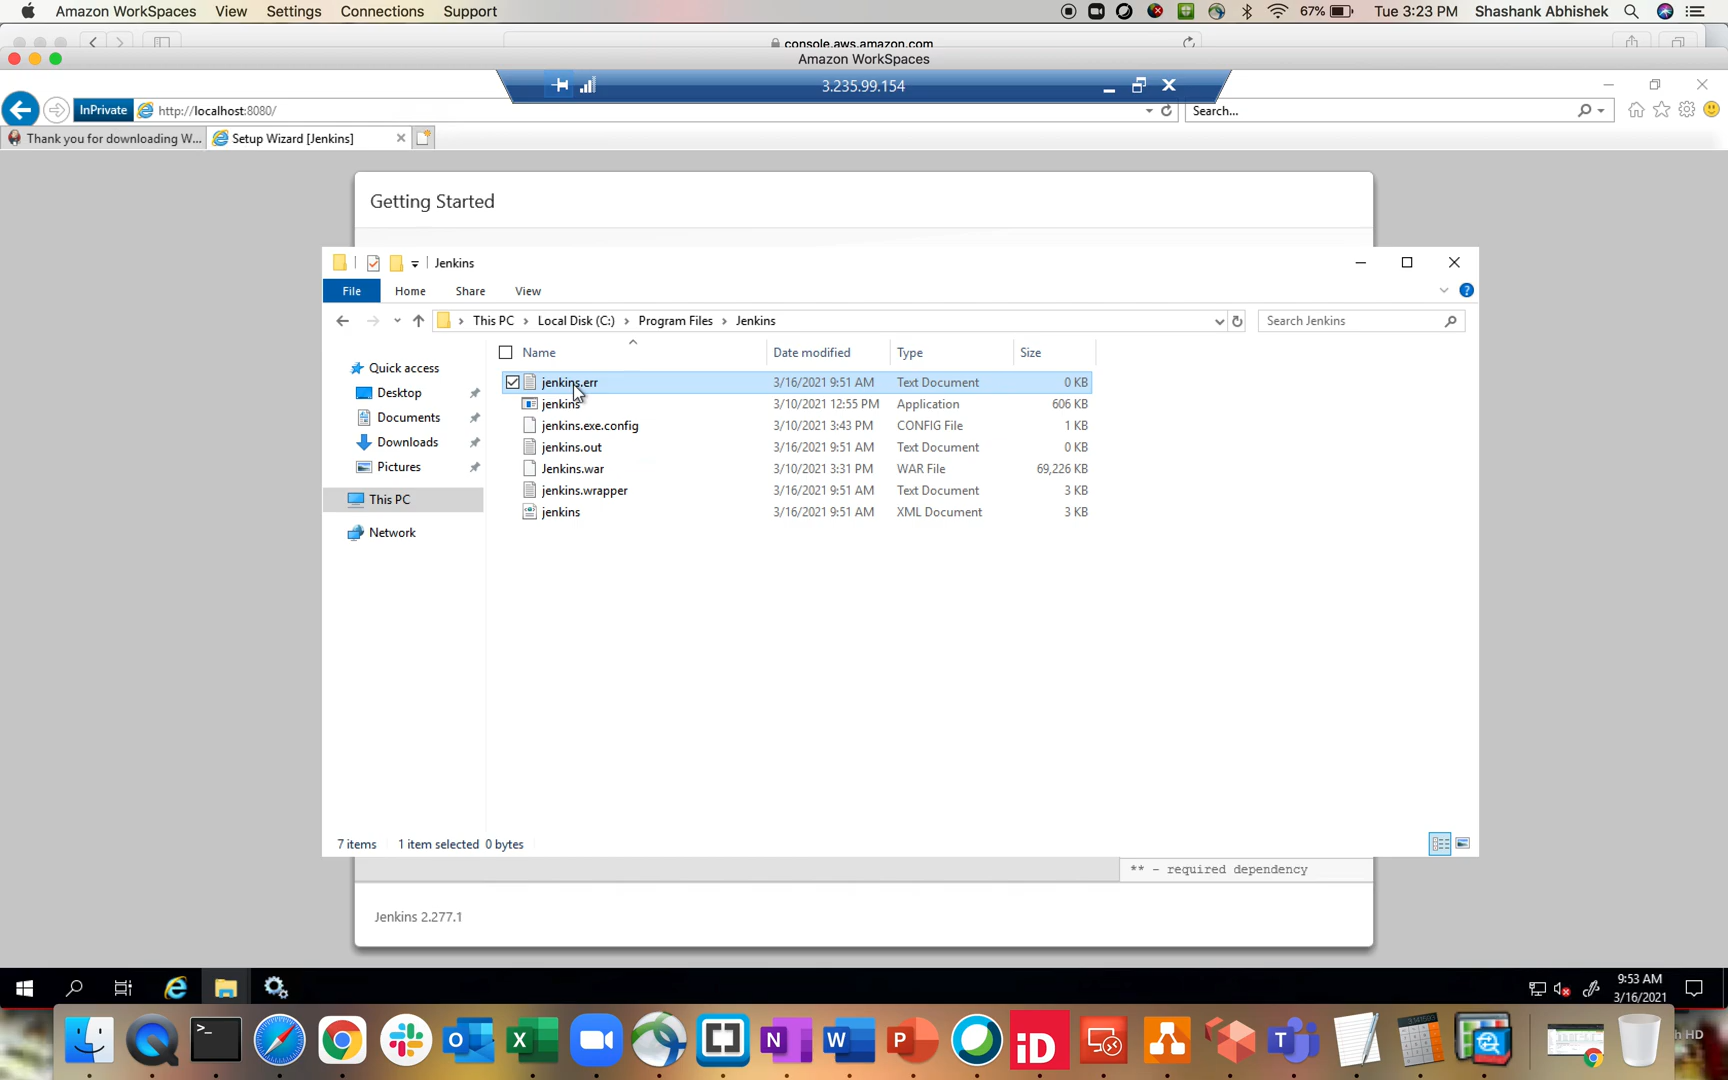 Amazon WorkSpaces View Settings Connections Support 67% Tue 3:23 PM Shashank Abhishek
console.aws.amazon.com
Amazon WorkSpaces
3.235.99.154
InPrivate http://localhost:8080/ Search...
Thank you for downloading W... Setup Wizard [Jenkins]
Getting Started
Jenkins
File Home Share View
This PC Local Disk (C:) Program Files Jenkins Search Jenkins
Name Date modified Type Size
Quick access
Desktop
Documents
Downloads
Pictures
This PC
Network
jenkins.err 3/16/2021 9:51 AM Text Document 0 KB
jenkins 3/10/2021 12:55 PM Application 606 KB
jenkins.exe.config 3/10/2021 3:43 PM CONFIG File 1 KB
jenkins.out 3/16/2021 9:51 AM Text Document 0 KB
Jenkins.war 3/10/2021 3:31 PM WAR File 69,226 KB
jenkins.wrapper 3/16/2021 9:51 AM Text Document 3 KB
jenkins 3/16/2021 9:51 AM XML Document 3 KB
7 items 1 item selected 0 bytes
** - required dependency
Jenkins 2.277.1
9:53 AM
3/16/2021
>_ O X N W P iD T
HD